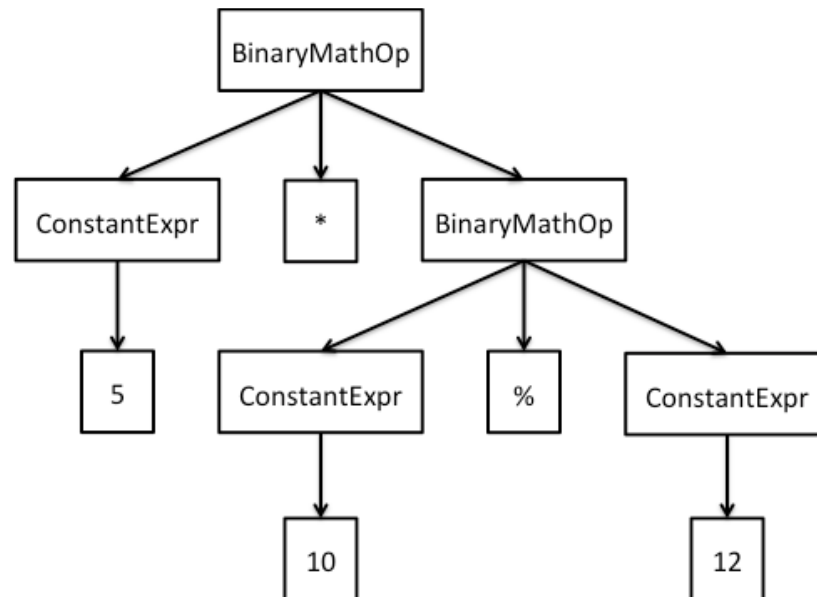 BinaryMathOp
ConstantExpr
*
BinaryMathOp
5
ConstantExpr
%
ConstantExpr
10
12